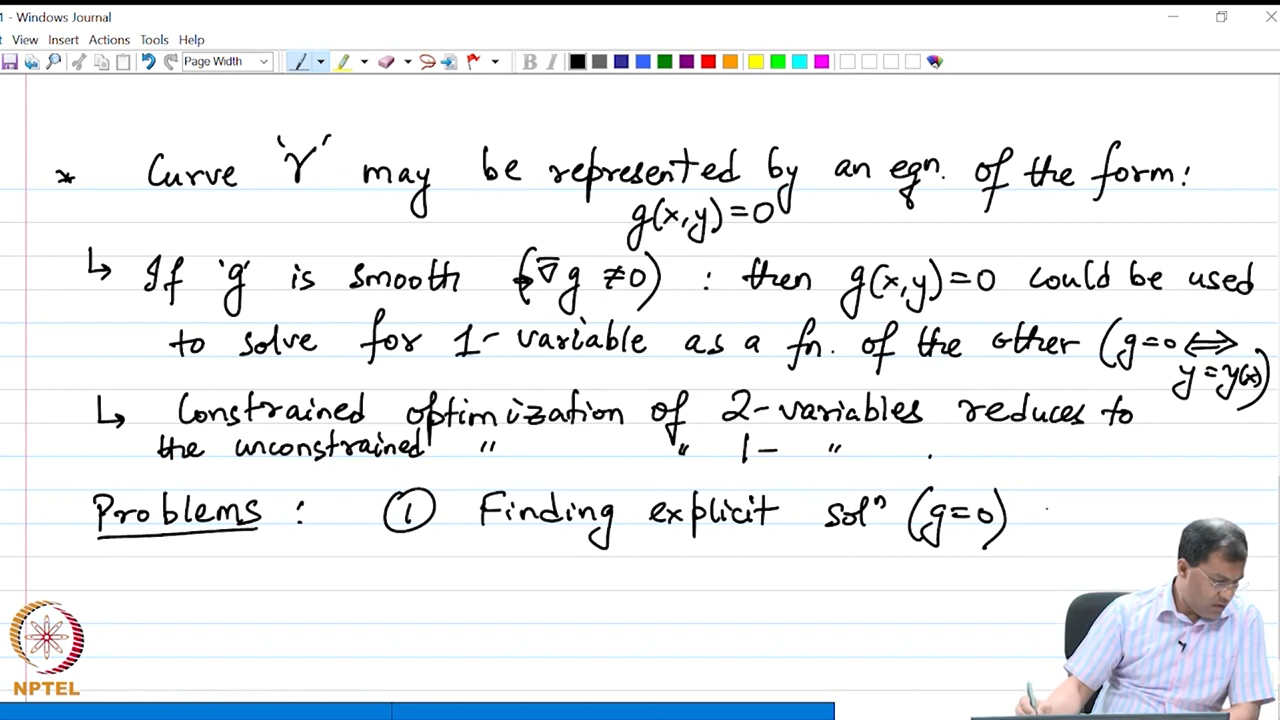 1 - Windows Journal
t View Insert Actions Tools Help
Page Width
B I
* Curve 'γ' may be represented by an eqn. of the form:
g(x,y)=0
↳ If 'g' is smooth (∇̄g ≠0) : then g(x,y)=0 could be used
to solve for 1-variable as a fn. of the other (g=0 ⟺
y=y(x))
↳ Constrained optimization of 2-variables reduces to
the unconstrained " " 1- " .
Problems : ① Finding explicit solⁿ (g=0)
NPTEL